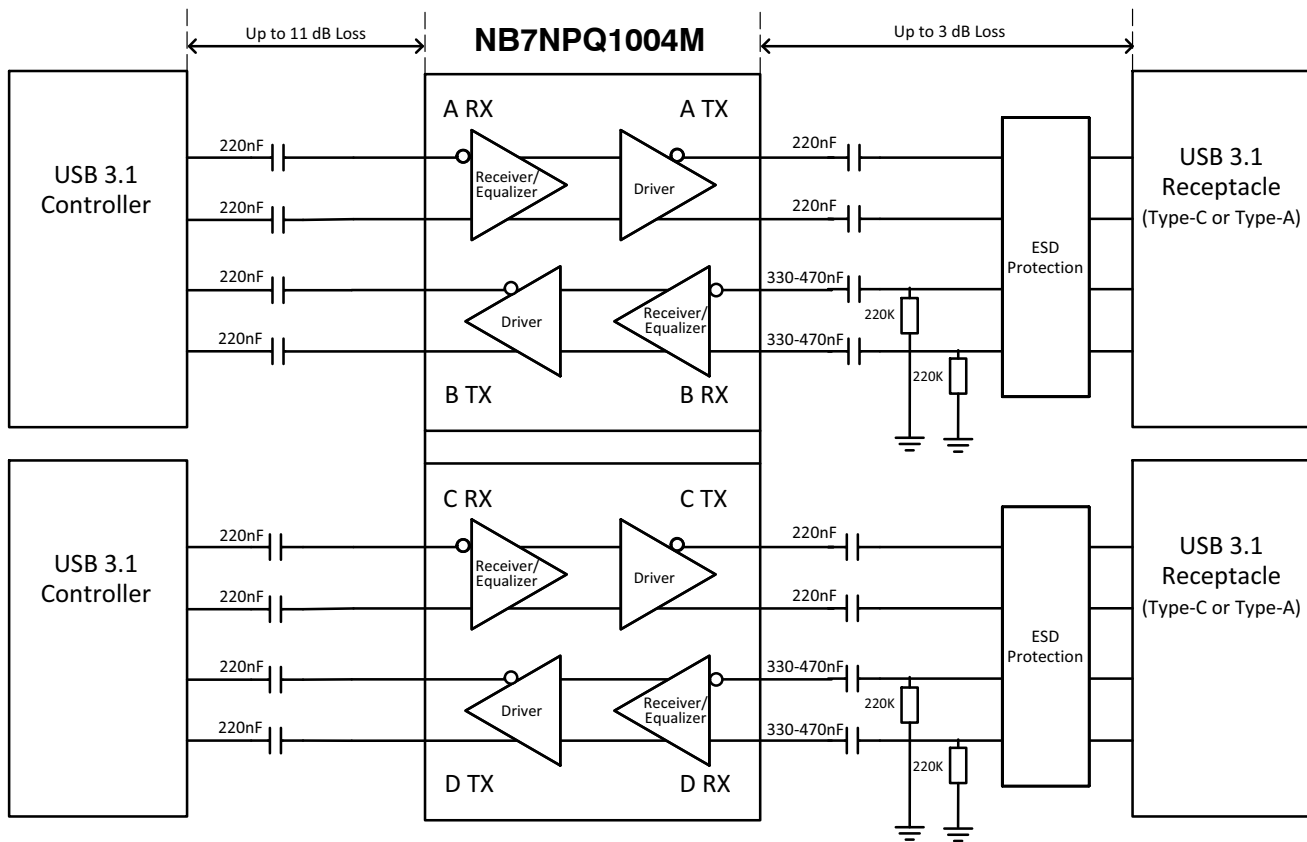 Up to 11 dB Loss
NB7NPQ1004M
Up to 3 dB Loss
A RX
A TX
USB 3.1
Controller
220nF
220nF
220nF
220nF
Receiver/
Equalizer
Driver
Driver
Receiver/
Equalizer
B TX
B RX
220nF
220nF
330-470nF
330-470nF
220K
220K
ESD
Protection
USB 3.1
Receptacle
(Type-C or Type-A)
C RX
C TX
USB 3.1
Controller
220nF
220nF
220nF
220nF
Receiver/
Equalizer
Driver
Driver
Receiver/
Equalizer
D TX
D RX
220nF
220nF
330-470nF
330-470nF
220K
220K
ESD
Protection
USB 3.1
Receptacle
(Type-C or Type-A)